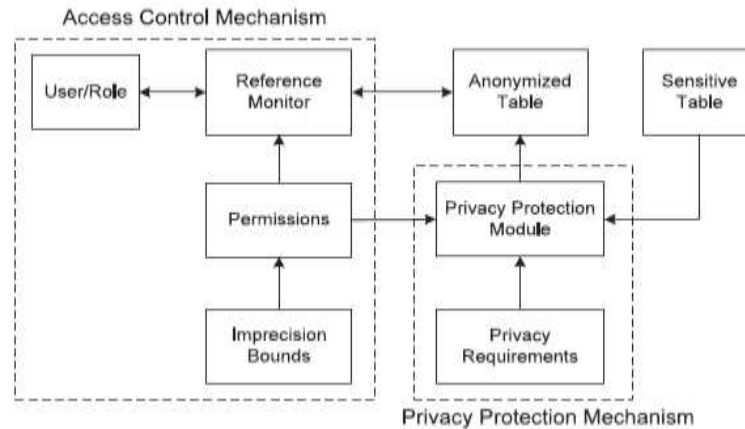 Access Control Mechanism
User/Role
Reference
Monitor
Anonymized
Table
Sensitive
Table
Permissions
Privacy Protection
Module
Imprecision
Bounds
Privacy
Requirements
Privacy Protection Mechanism